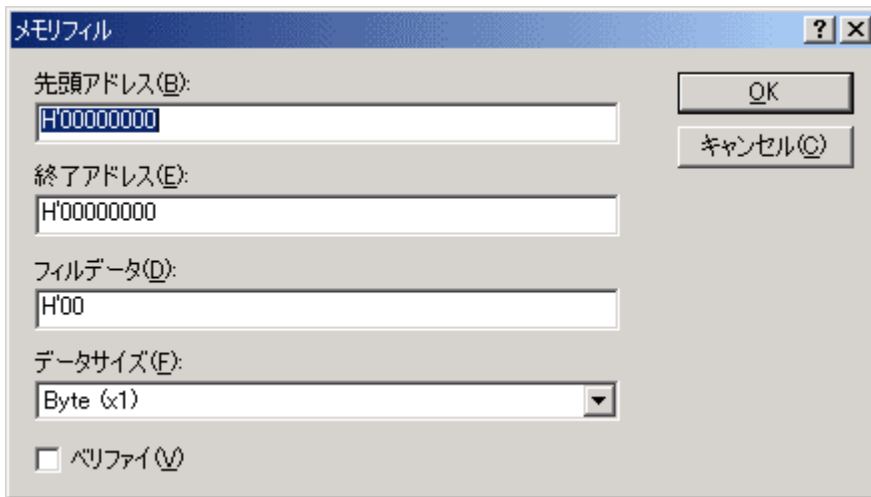 メモリフィル
先頭アドレス(B):
H'00000000
終了アドレス(E):
H'00000000
フィルデータ(D):
H'00
データサイズ(F):
Byte (x1)
ベリファイ(V)
OK
キャンセル(C)